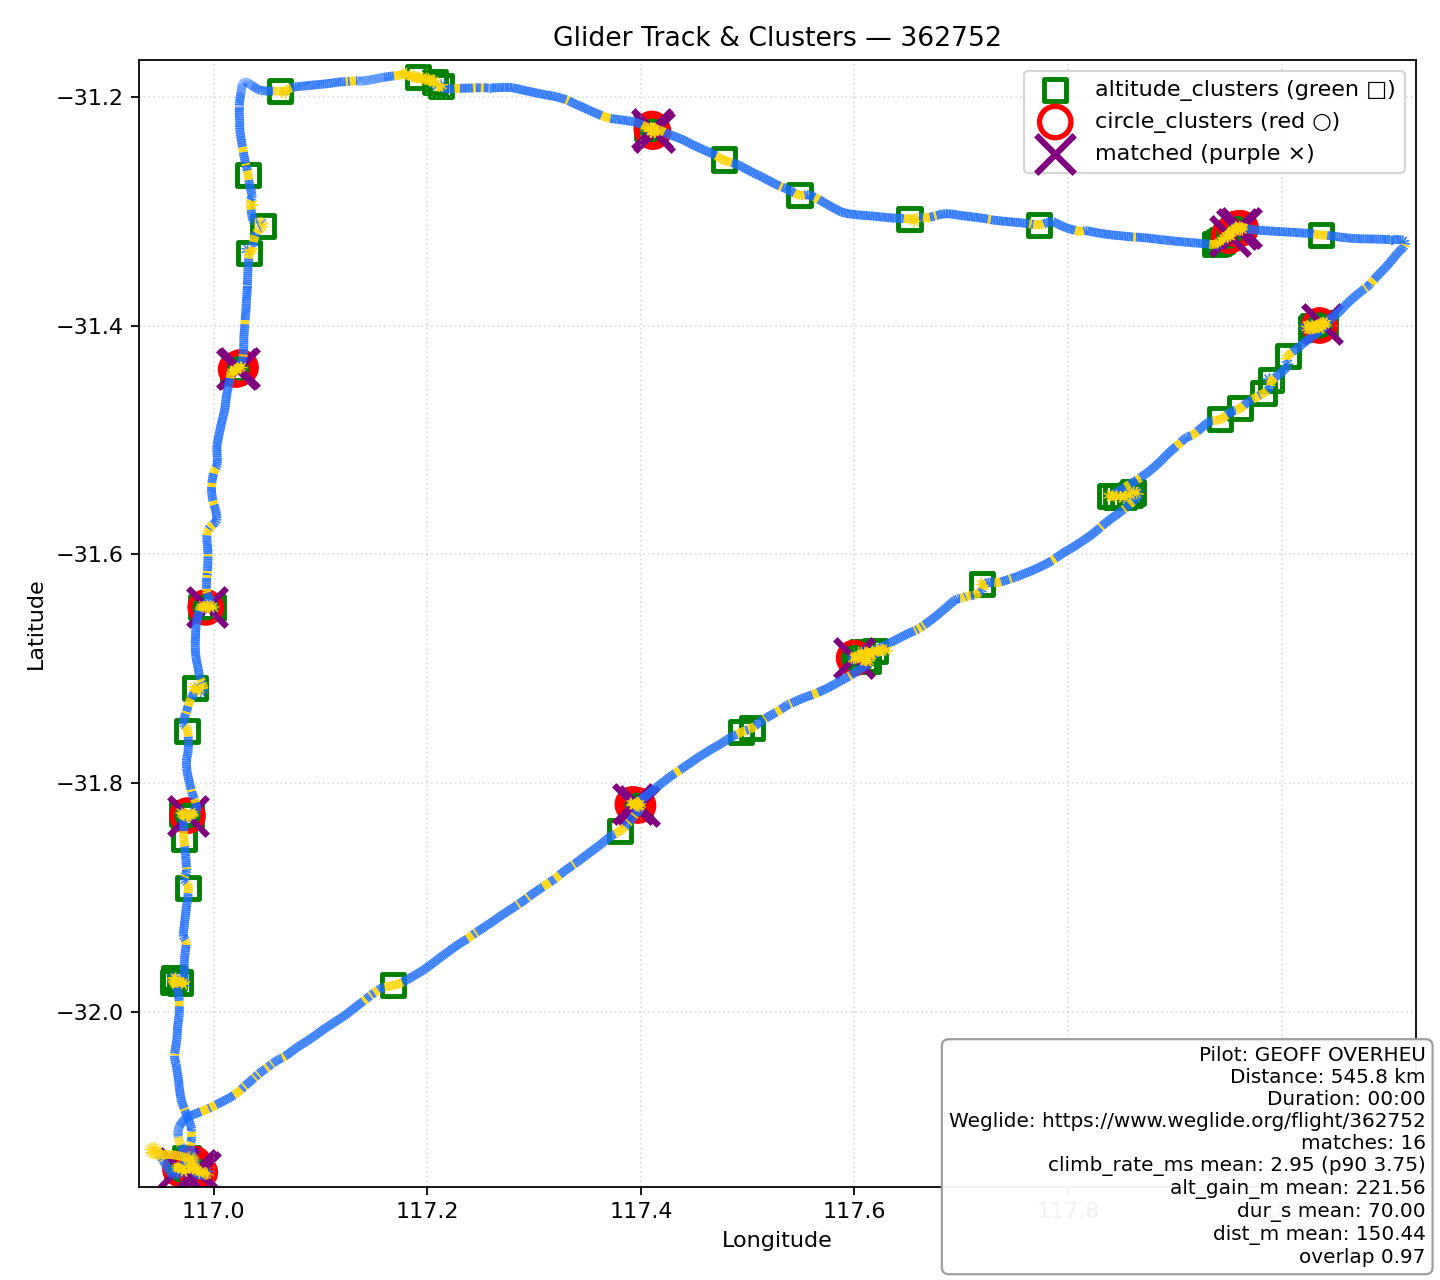 Glider Track & Clusters — 362752
altitude_clusters (green □)
circle_clusters (red ○)
matched (purple ×)
−31.2
−31.4
−31.6
−31.8
−32.0
Latitude
117.0
117.2
117.4
117.6
117.8
Longitude
Pilot: GEOFF OVERHEU
Distance: 545.8 km
Duration: 00:00
Weglide: https://www.weglide.org/flight/362752
matches: 16
climb_rate_ms mean: 2.95 (p90 3.75)
alt_gain_m mean: 221.56
dur_s mean: 70.00
dist_m mean: 150.44
overlap 0.97